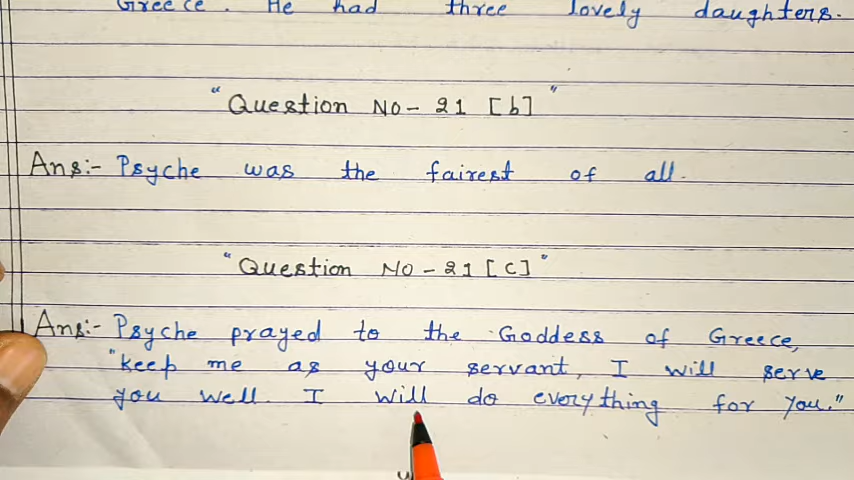 Greece. He had three lovely daughters.
"Question No- 21 [b]"
Ans:- Psyche was the fairest of all.
"Question No-21 [c]"
Ans:- Psyche prayed to the Goddess of Greece,
"keep me as your servant, I will serve
you well. I will do everything for you."